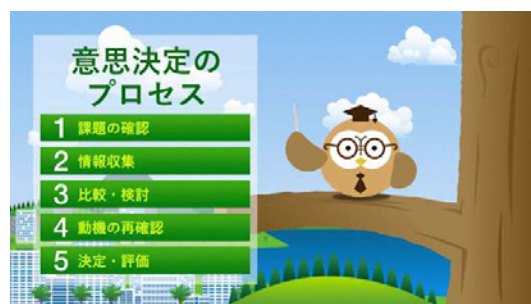 意思決定の
プロセス
1 課題の確認
2 情報収集
3 比較・検討
4 動機の再確認
5 決定・評価